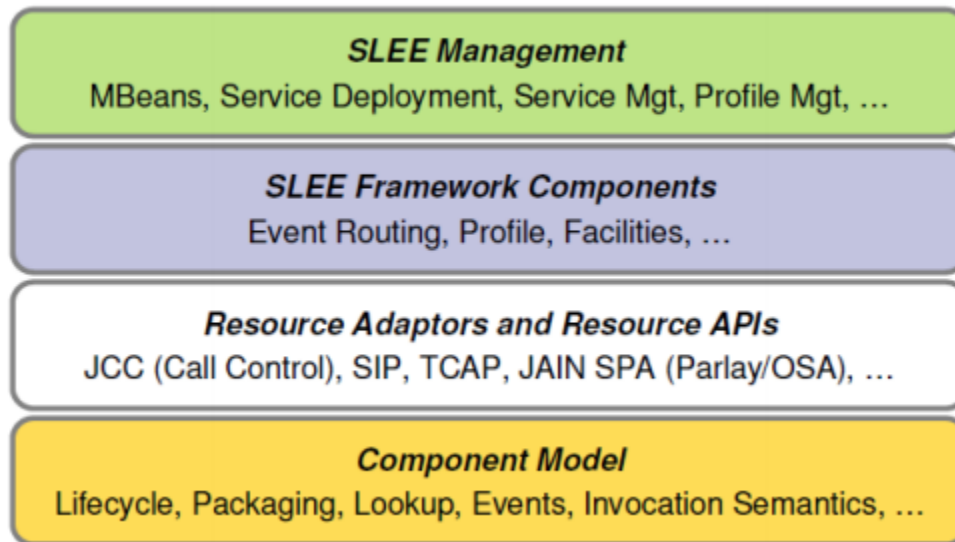 SLEE Management
MBeans, Service Deployment, Service Mgt, Profile Mgt, …
SLEE Framework Components
Event Routing, Profile, Facilities, …
Resource Adaptors and Resource APIs
JCC (Call Control), SIP, TCAP, JAIN SPA (Parlay/OSA), …
Component Model
Lifecycle, Packaging, Lookup, Events, Invocation Semantics, …